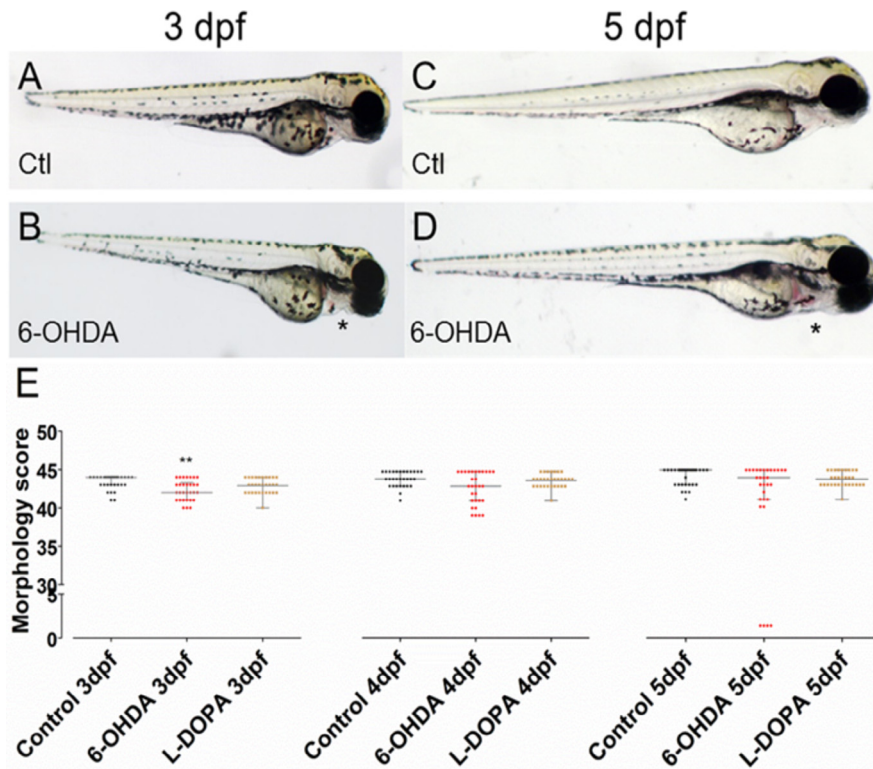 3 dpf
5 dpf
A
C
Ctl
Ctl
B
D
6-OHDA
*
6-OHDA
*
E
Morphology score
50
45
40
35
30
5
0
**
Control 3dpf
6-OHDA 3dpf
L-DOPA 3dpf
Control 4dpf
6-OHDA 4dpf
L-DOPA 4dpf
Control 5dpf
6-OHDA 5dpf
L-DOPA 5dpf